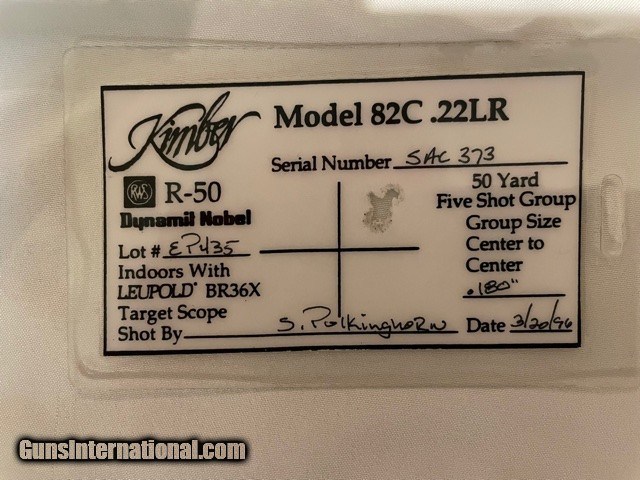 Kimber Model 82C .22LR
Serial Number SAC 373
RWS R-50
Dynamit Nobel
50 Yard
Five Shot Group
Group Size
Center to
Center
.180"
Lot # EP435
Indoors With
LEUPOLD BR36X
Target Scope
Shot By S. Polkinghorn Date 3/20/96
GunsInternational.com